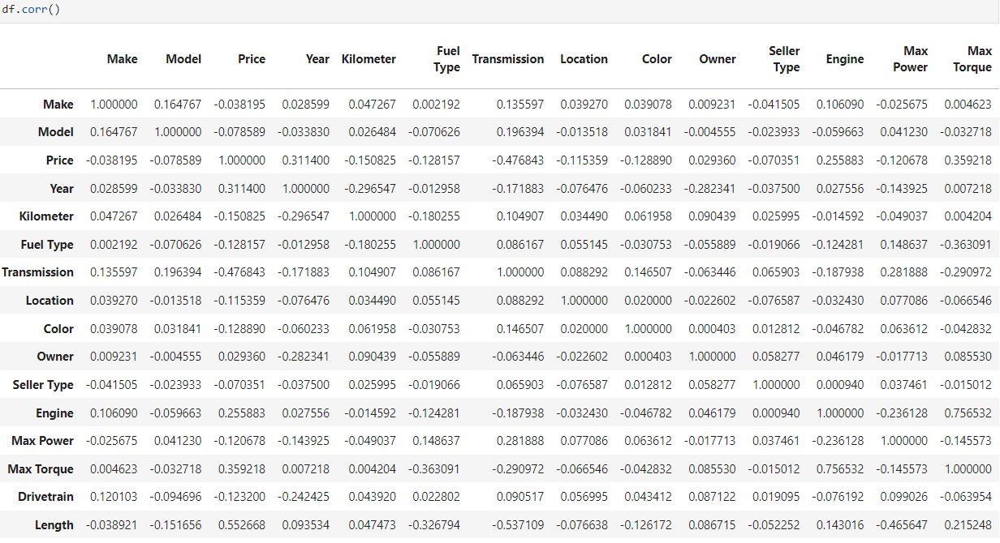 df.corr()
Make Model Price Year Kilometer Fuel Type Transmission Location Color Owner Seller Type Engine Max Power Max Torque
Make 1.000000 0.164767 -0.038195 0.028599 0.047267 0.002192 0.135597 0.039270 0.039078 0.009231 -0.041505 0.106090 -0.025675 0.004623
Model 0.164767 1.000000 -0.078589 -0.033830 0.026484 -0.070626 0.196394 -0.013518 0.031841 -0.004555 -0.023933 -0.059663 0.041230 -0.032718
Price -0.038195 -0.078589 1.000000 0.311400 -0.150825 -0.128157 -0.476843 -0.115359 -0.128890 0.029360 -0.070351 0.255883 -0.120678 0.359218
Year 0.028599 -0.033830 0.311400 1.000000 -0.296547 -0.012958 -0.171883 -0.076476 -0.060233 -0.282341 -0.037500 0.027556 -0.143925 0.007218
Kilometer 0.047267 0.026484 -0.150825 -0.296547 1.000000 -0.180255 0.104907 0.034490 0.061958 0.090439 0.025995 -0.014592 -0.049037 0.004204
Fuel Type 0.002192 -0.070626 -0.128157 -0.012958 -0.180255 1.000000 0.086167 0.055145 -0.030753 -0.055889 -0.019066 -0.124281 0.148637 -0.363091
Transmission 0.135597 0.196394 -0.476843 -0.171883 0.104907 0.086167 1.000000 0.088292 0.146507 -0.063446 0.065903 -0.187938 0.281888 -0.290972
Location 0.039270 -0.013518 -0.115359 -0.076476 0.034490 0.055145 0.088292 1.000000 0.020000 -0.022602 -0.076587 -0.032430 0.077086 -0.066546
Color 0.039078 0.031841 -0.128890 -0.060233 0.061958 -0.030753 0.146507 0.020000 1.000000 0.000403 0.012812 -0.046782 0.063612 -0.042832
Owner 0.009231 -0.004555 0.029360 -0.282341 0.090439 -0.055889 -0.063446 -0.022602 0.000403 1.000000 0.058277 0.046179 -0.017713 0.085530
Seller Type -0.041505 -0.023933 -0.070351 -0.037500 0.025995 -0.019066 0.065903 -0.076587 0.012812 0.058277 1.000000 0.000940 0.037461 -0.015012
Engine 0.106090 -0.059663 0.255883 0.027556 -0.014592 -0.124281 -0.187938 -0.032430 -0.046782 0.046179 0.000940 1.000000 -0.236128 0.756532
Max Power -0.025675 0.041230 -0.120678 -0.143925 -0.049037 0.148637 0.281888 0.077086 0.063612 -0.017713 0.037461 -0.236128 1.000000 -0.145573
Max Torque 0.004623 -0.032718 0.359218 0.007218 0.004204 -0.363091 -0.290972 -0.066546 -0.042832 0.085530 -0.015012 0.756532 -0.145573 1.000000
Drivetrain 0.120103 -0.094696 -0.123200 -0.242425 0.043920 0.022802 0.090517 0.056995 0.043412 0.087122 0.019095 -0.076192 0.099026 -0.063954
Length -0.038921 -0.151656 0.552668 0.093534 0.047473 -0.326794 -0.537109 -0.076638 -0.126172 0.086715 -0.052252 0.143016 -0.465647 0.215248